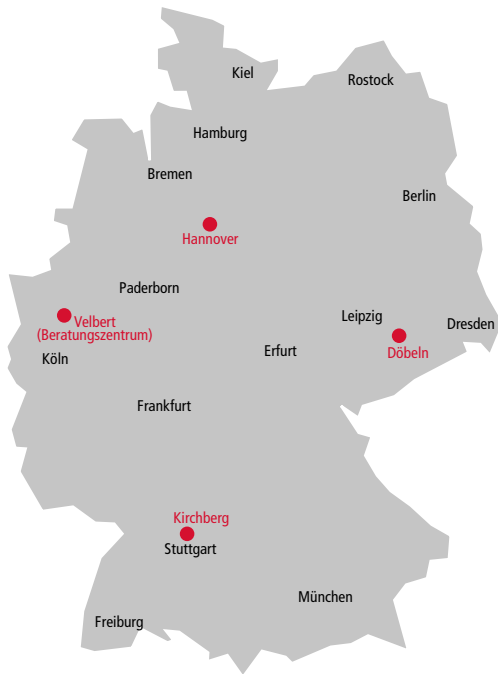 Kiel
Rostock
Hamburg
Bremen
Berlin
Hannover
Paderborn
Velbert
(Beratungszentrum)
Leipzig
Dresden
Döbeln
Erfurt
Köln
Frankfurt
Kirchberg
Stuttgart
München
Freiburg